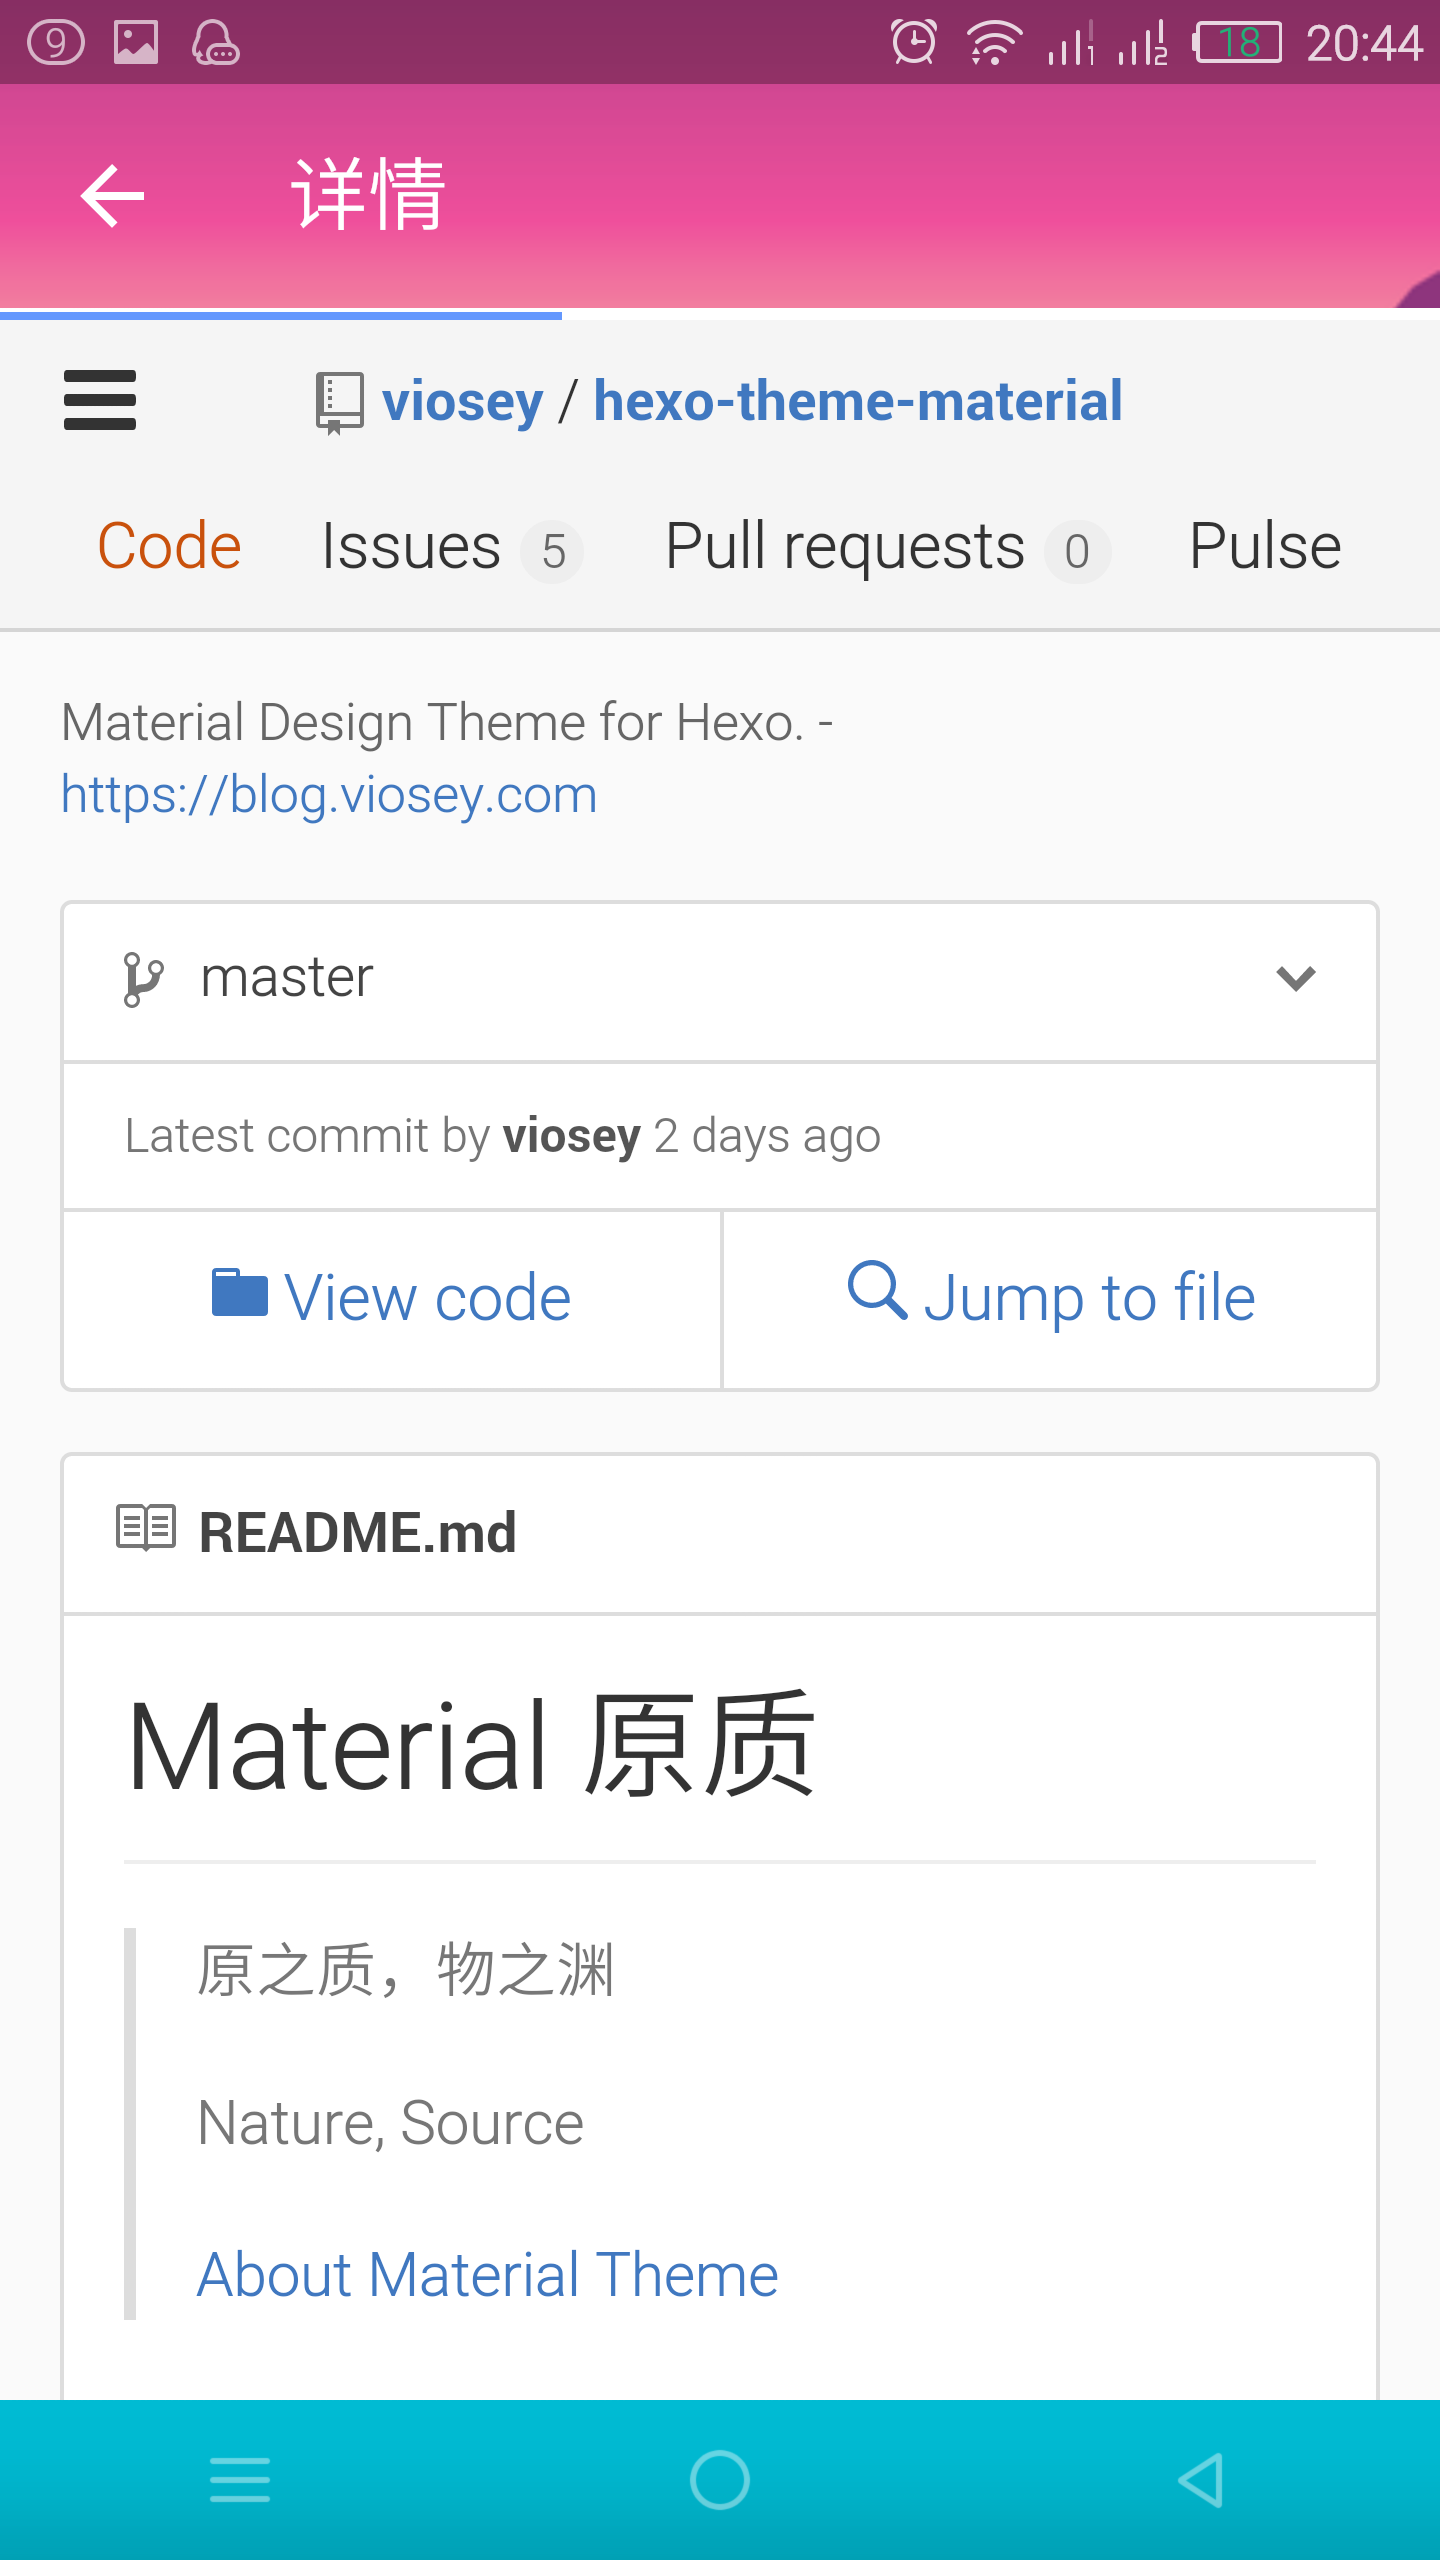 9 1 2 18 20:44
详情
viosey / hexo-theme-material
Code Issues 5 Pull requests 0 Pulse
Material Design Theme for Hexo. -
https://blog.viosey.com
master
Latest commit by viosey 2 days ago
View code Jump to file
README.md
Material 原质
原之质，物之渊
Nature, Source
About Material Theme